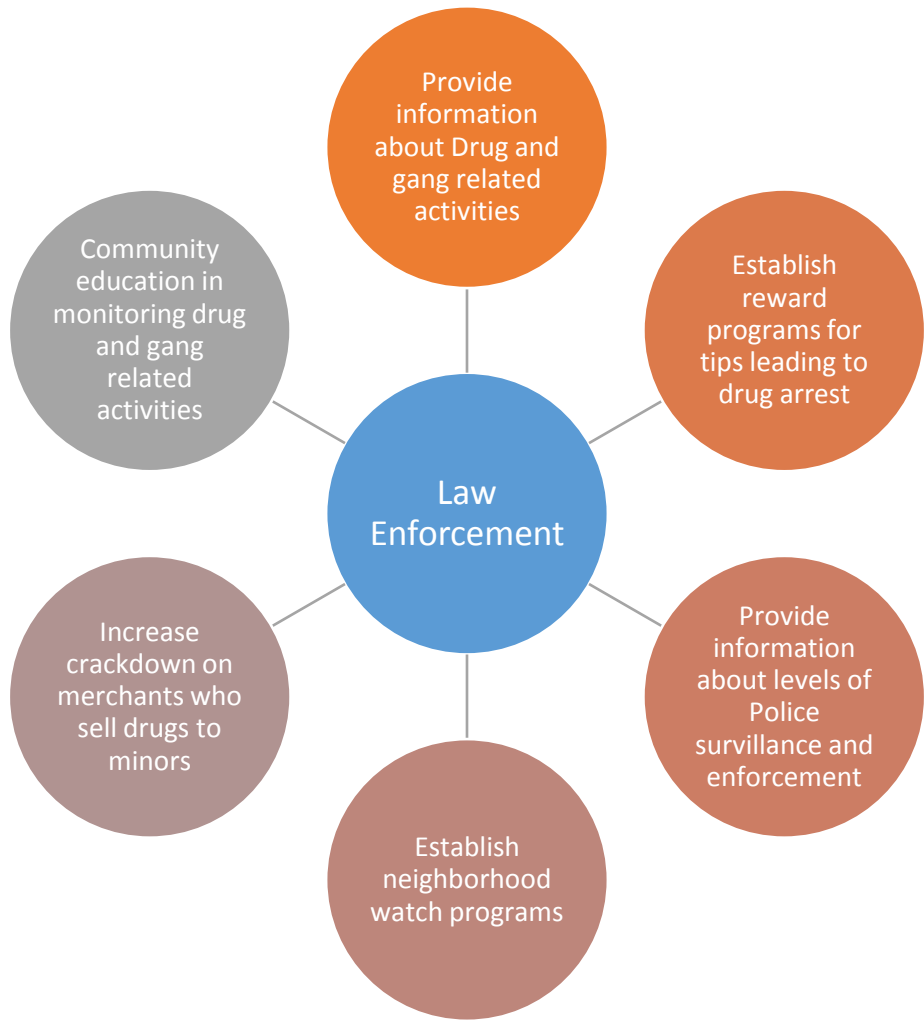 Provide
information
about Drug and
gang related
activities
Establish
reward
programs for
tips leading to
drug arrest
Provide
information
about levels of
Police
survillance and
enforcement
Establish
neighborhood
watch programs
Increase
crackdown on
merchants who
sell drugs to
minors
Community
education in
monitoring drug
and gang
related
activities
Law
Enforcement